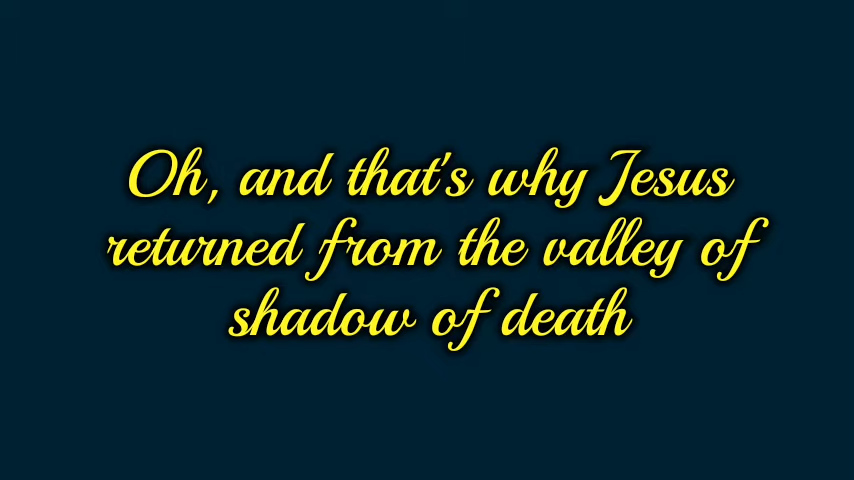 Oh, and that's why Jesus
returned from the valley of
shadow of death